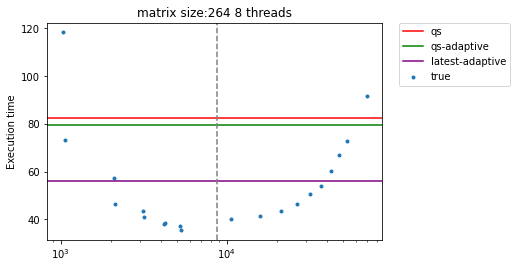 matrix size:264 8 threads
Execution time
120
100
80
60
40
10³
10⁴
qs
qs-adaptive
latest-adaptive
true